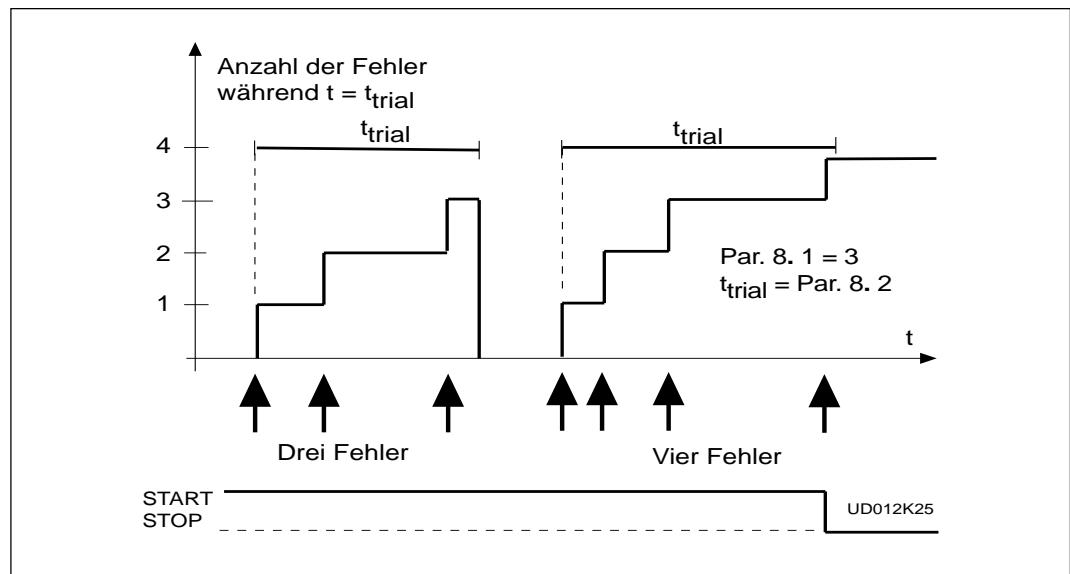 Anzahl der Fehler
während t = ttrial
ttrial
ttrial
4
3
2
1
Par. 8. 1 = 3
ttrial = Par. 8. 2
t
Drei Fehler
Vier Fehler
START
STOP
UD012K25